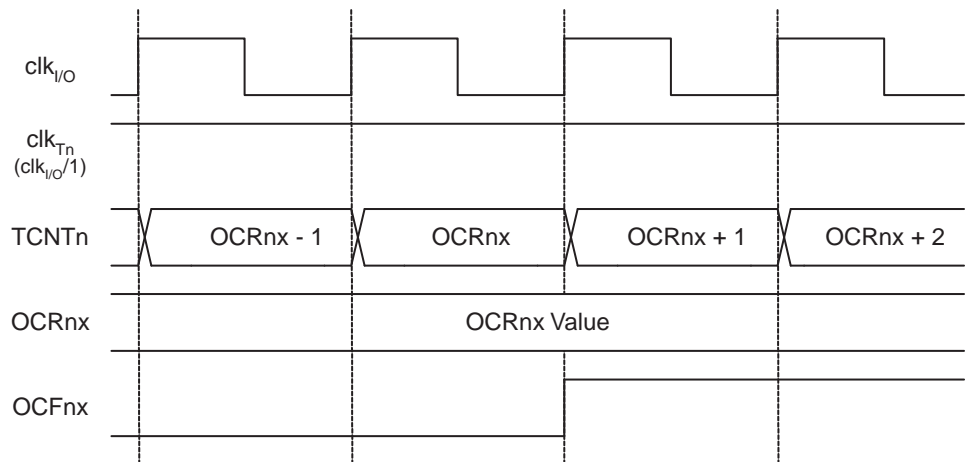 clkI/O
clkTn
(clkI/O/1)
TCNTn
OCRnx - 1
OCRnx
OCRnx + 1
OCRnx + 2
OCRnx
OCRnx Value
OCFnx